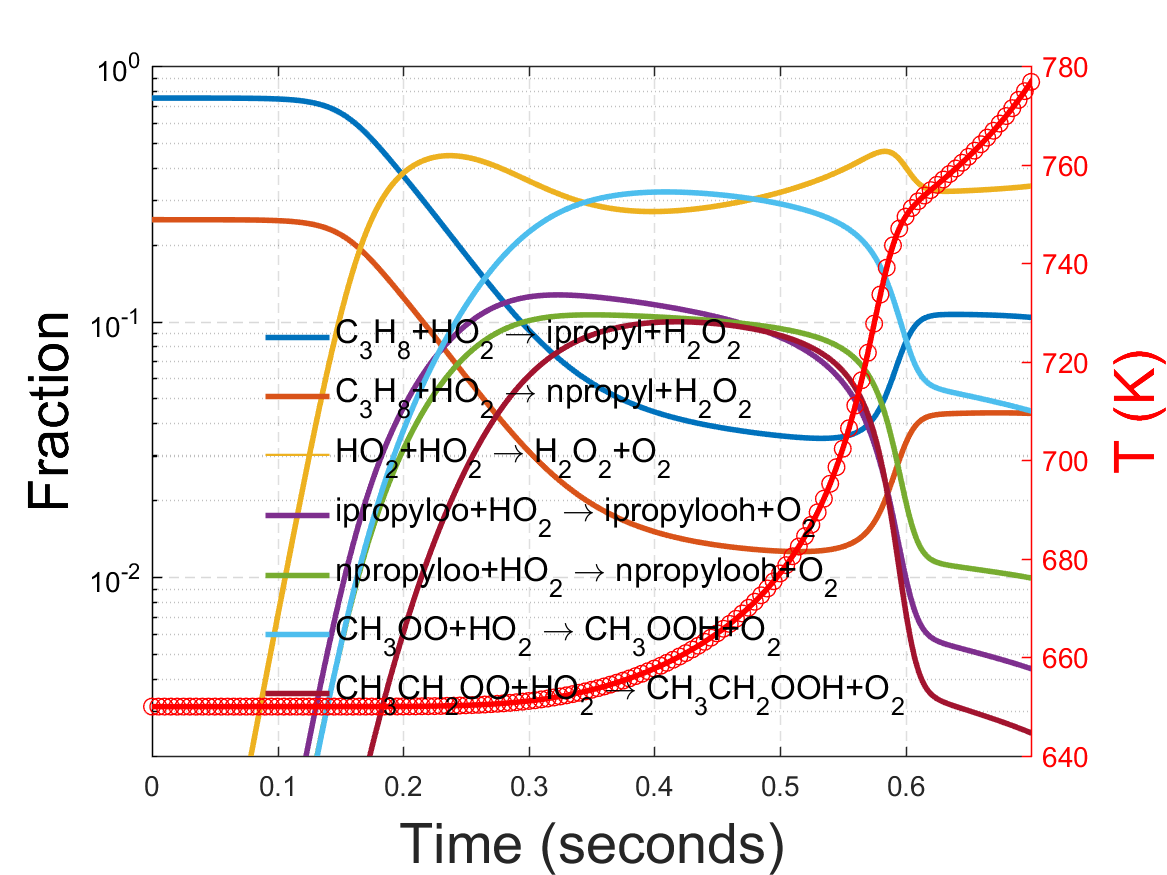 10^0
10^-1
10^-2
Fraction
C3H8+HO2 → ipropyl+H2O2
C3H8+HO2 → npropyl+H2O2
HO2+HO2 → H2O2+O2
ipropyloo+HO2 → ipropylooh+O2
npropyloo+HO2 → npropylooh+O2
CH3OO+HO2 → CH3OOH+O2
CH3CH2OO+HO2 → CH3CH2OOH+O2
780
760
740
720
700
680
660
640
T (K)
0 0.1 0.2 0.3 0.4 0.5 0.6
Time (seconds)